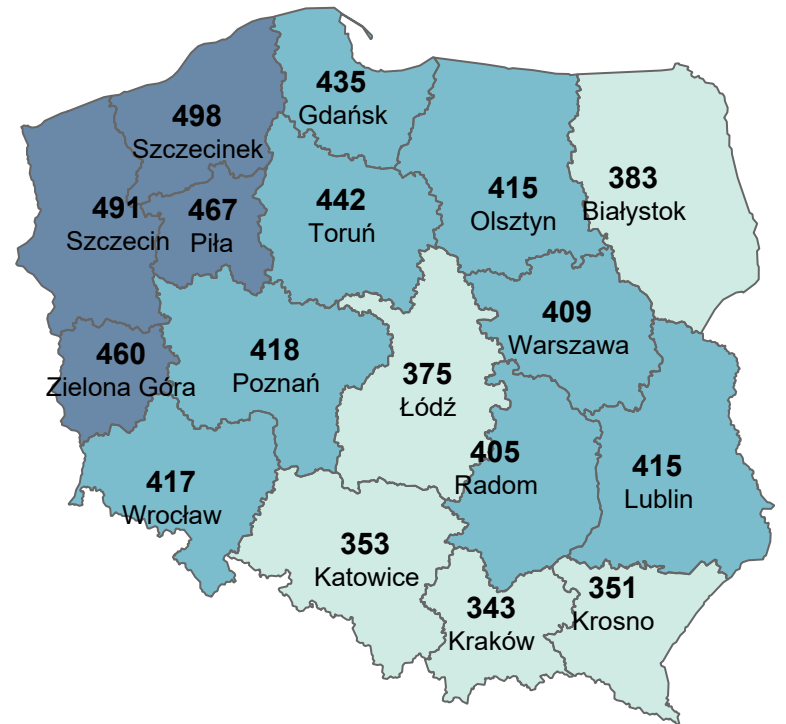 435
Gdańsk
498
Szczecinek
383
Białystok
415
Olsztyn
442
Toruń
491
Szczecin
467
Piła
409
Warszawa
460
Zielona Góra
418
Poznań
375
Łódź
405
Radom
415
Lublin
417
Wrocław
353
Katowice
351
Krosno
343
Kraków